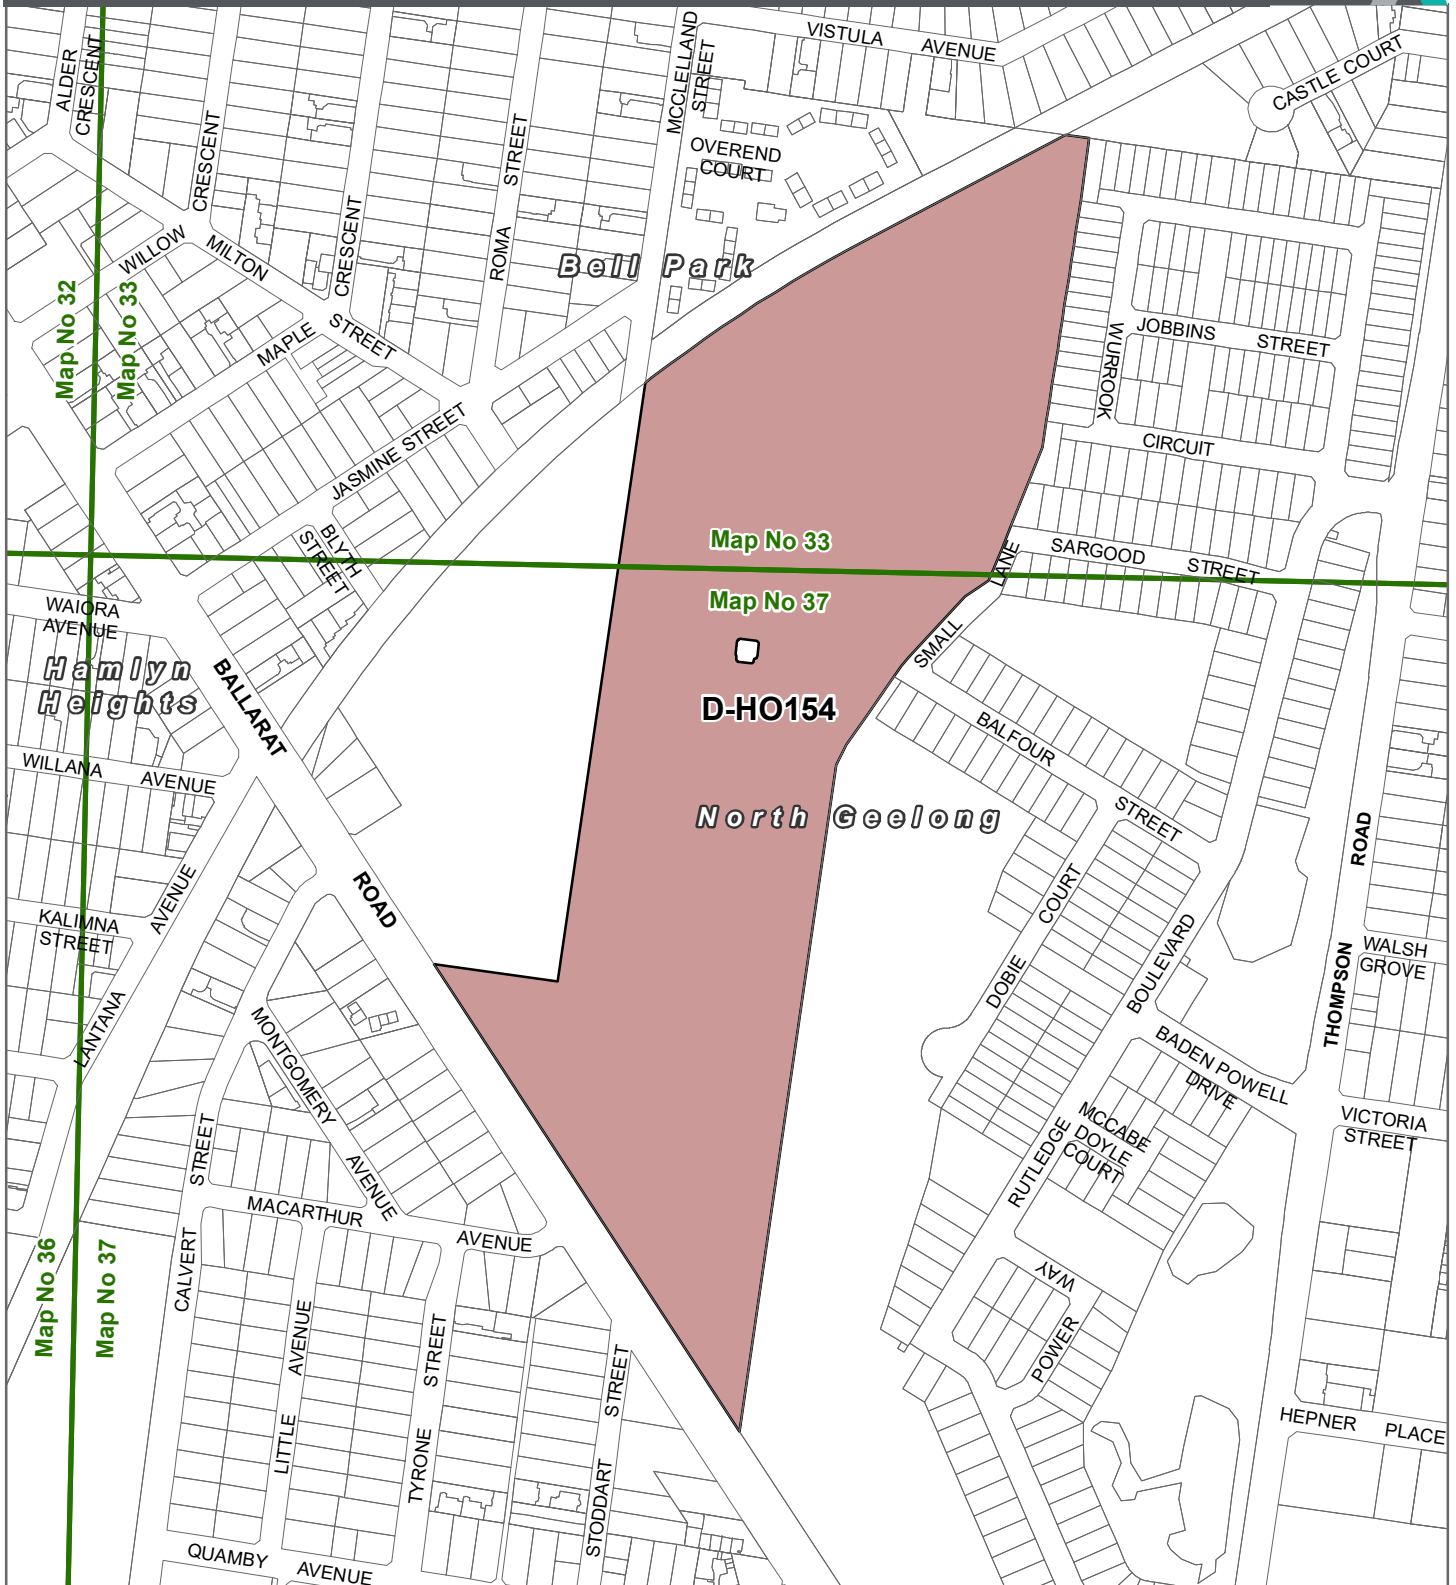 VISTULA AVENUE
ALDER
CRESCENT
MCCLELLAND
STREET
CASTLE COURT
OVEREND
COURT
CRESCENT
CRESCENT
ROMA STREET
WILLOW
MILTON STREET
Bell Park
Map No 32
Map No 33
MAPLE
JASMINE STREET
BLYTH
STREET
WURROOK
JOBBINS STREET
CIRCUIT
SARGOOD STREET
SMALL LANE
Map No 33
Map No 37
D-HO154
North Geelong
WAIORA
AVENUE
Hamlyn
Heights
BALLARAT ROAD
WILLANA AVENUE
KALIMNA
STREET
LANTANA AVENUE
BALFOUR STREET
DOBIE COURT
RUTLEDGE BOULEVARD
THOMPSON ROAD
WALSH
GROVE
BADEN POWELL
DRIVE
MCCABE
DOYLE
COURT
VICTORIA
STREET
MONTGOMERY AVENUE
MACARTHUR AVENUE
CALVERT STREET
Map No 36
Map No 37
LITTLE AVENUE
TYRONE STREET
STODDART STREET
POWER WAY
HEPNER PLACE
QUAMBY AVENUE